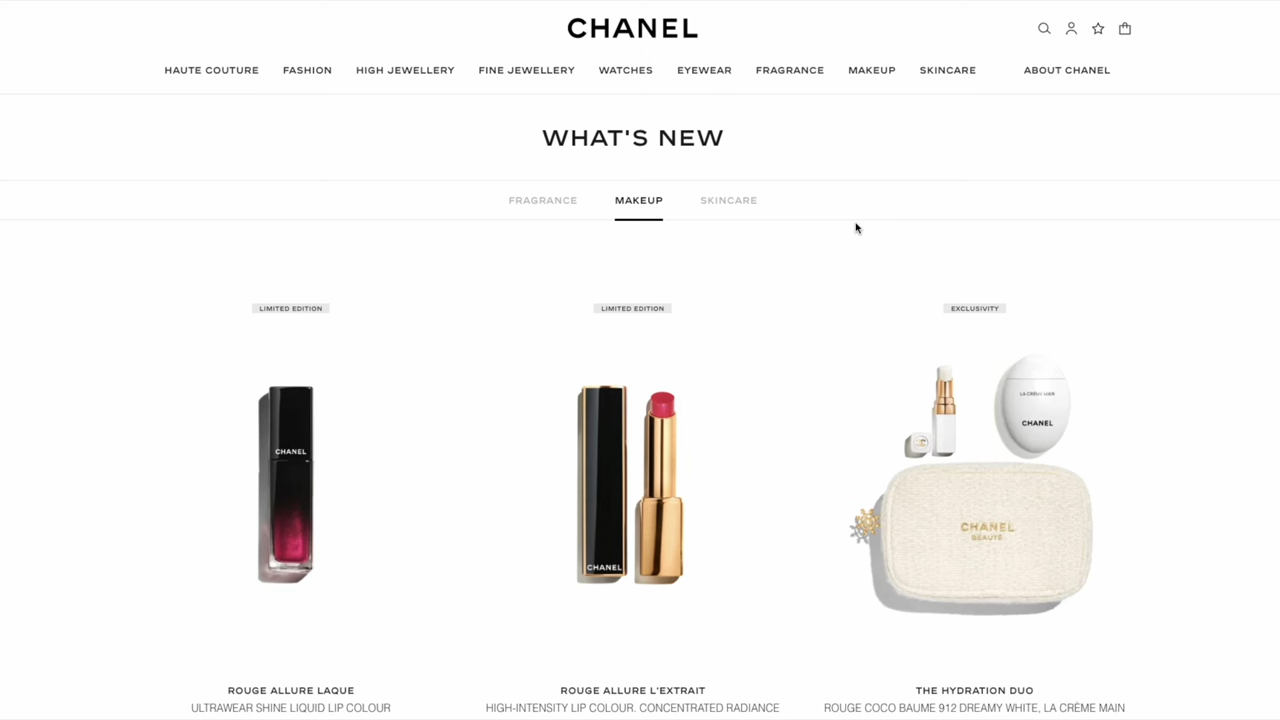 CHANEL
HAUTE COUTURE FASHION HIGH JEWELLERY FINE JEWELLERY WATCHES EYEWEAR FRAGRANCE MAKEUP SKINCARE ABOUT CHANEL
WHAT'S NEW
FRAGRANCE MAKEUP SKINCARE
LIMITED EDITION
LIMITED EDITION
EXCLUSIVITY
CHANEL
CHANEL
LA CRÈME MAIN
CHANEL
CHANEL
BEAUTÉ
ROUGE ALLURE LAQUE
ULTRAWEAR SHINE LIQUID LIP COLOUR
ROUGE ALLURE L'EXTRAIT
HIGH-INTENSITY LIP COLOUR. CONCENTRATED RADIANCE
THE HYDRATION DUO
ROUGE COCO BAUME 912 DREAMY WHITE, LA CRÈME MAIN